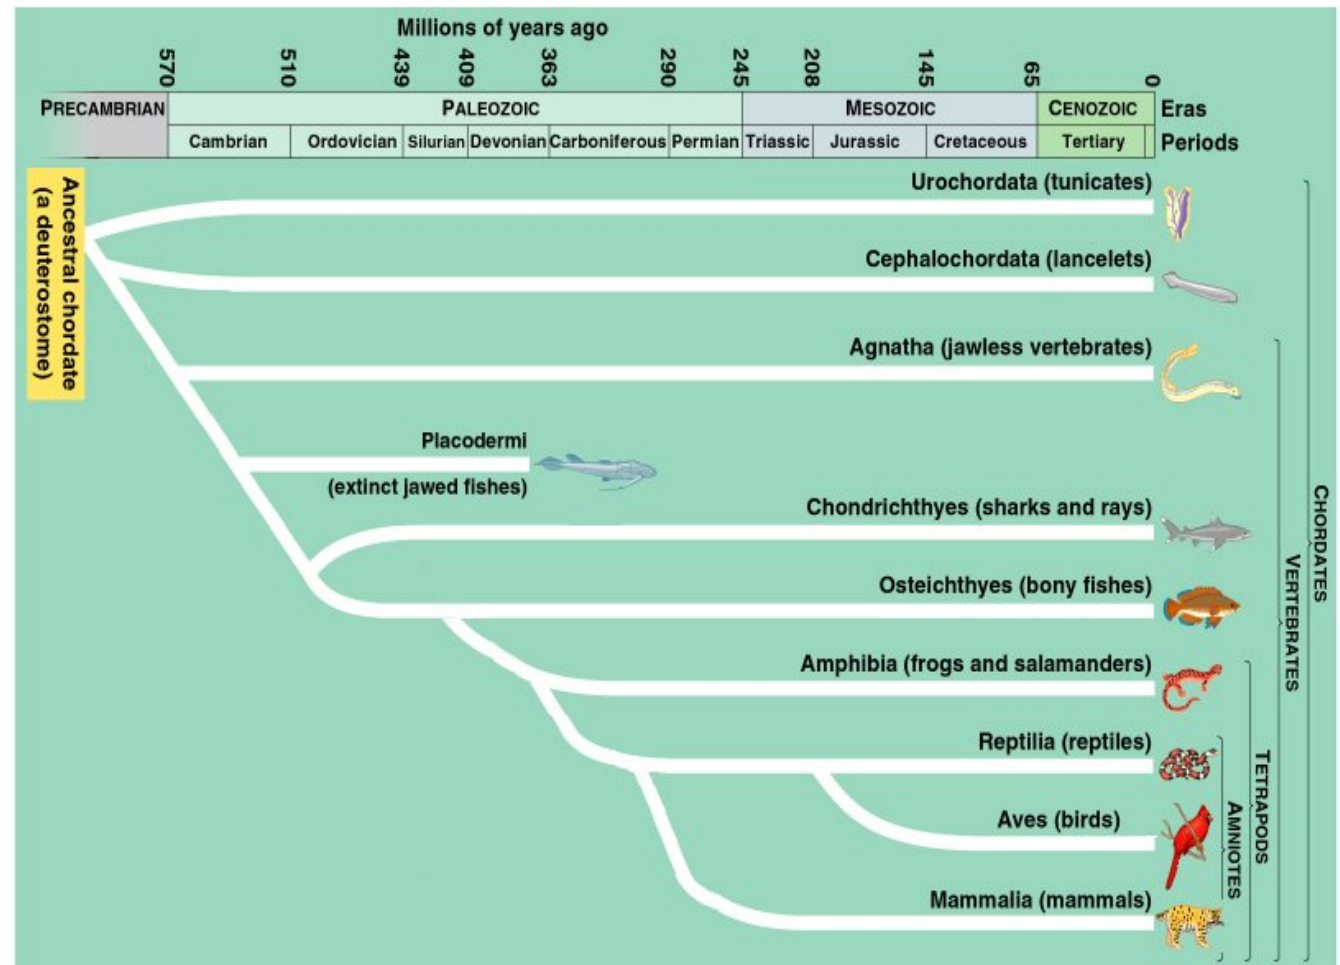 Millions of years ago
570 510 439 409 363 290 245 208 145 65 0
PRECAMBRIAN PALEOZOIC MESOZOIC CENOZOIC Eras
Cambrian Ordovician Silurian Devonian Carboniferous Permian Triassic Jurassic Cretaceous Tertiary Periods
Ancestral chordate
(a deuterostome)
Urochordata (tunicates)
Cephalochordata (lancelets)
Agnatha (jawless vertebrates)
Placodermi
(extinct jawed fishes)
Chondrichthyes (sharks and rays)
Osteichthyes (bony fishes)
Amphibia (frogs and salamanders)
Reptilia (reptiles)
Aves (birds)
Mammalia (mammals)
CHORDATES
VERTEBRATES
TETRAPODS
AMNIOTES